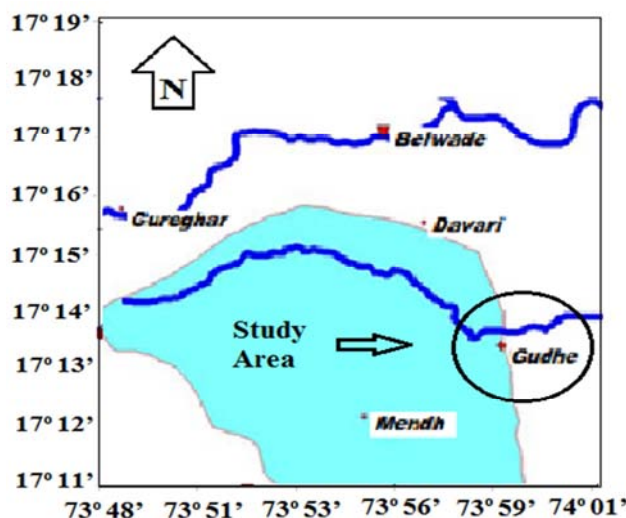 17° 19’
17° 18’
N
17° 17’
Belwade
17° 16’
Gureghar
Davari
17° 15’
17° 14’
Study
Area
17° 13’
Gudhe
17° 12’
Mendh
17° 11’
73° 48’ 73° 51’ 73° 53’ 73° 56’ 73° 59’ 74° 01’